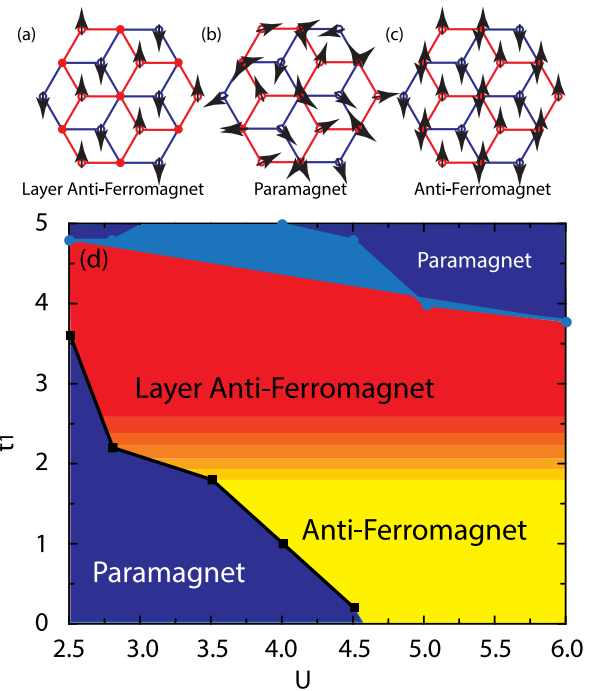 (a) (b) (c)
Layer Anti-Ferromagnet Paramagnet Anti-Ferromagnet
5
(d)
Paramagnet
4
Layer Anti-Ferromagnet
3
t1
2
Anti-Ferromagnet
1
Paramagnet
0
2.5 3.0 3.5 4.0 4.5 5.0 5.5 6.0
U